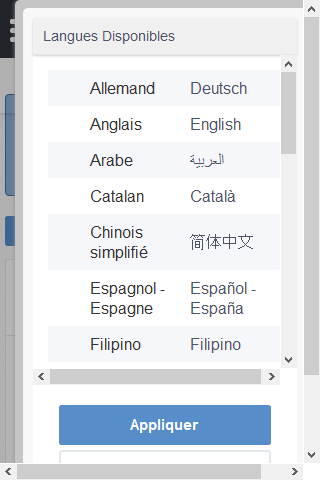 Langues Disponibles
Allemand Deutsch
Anglais English
Arabe العربية
Catalan Català
Chinois simplifié 简体中文
Espagnol - Espagne Español - España
Filipino Filipino
Appliquer